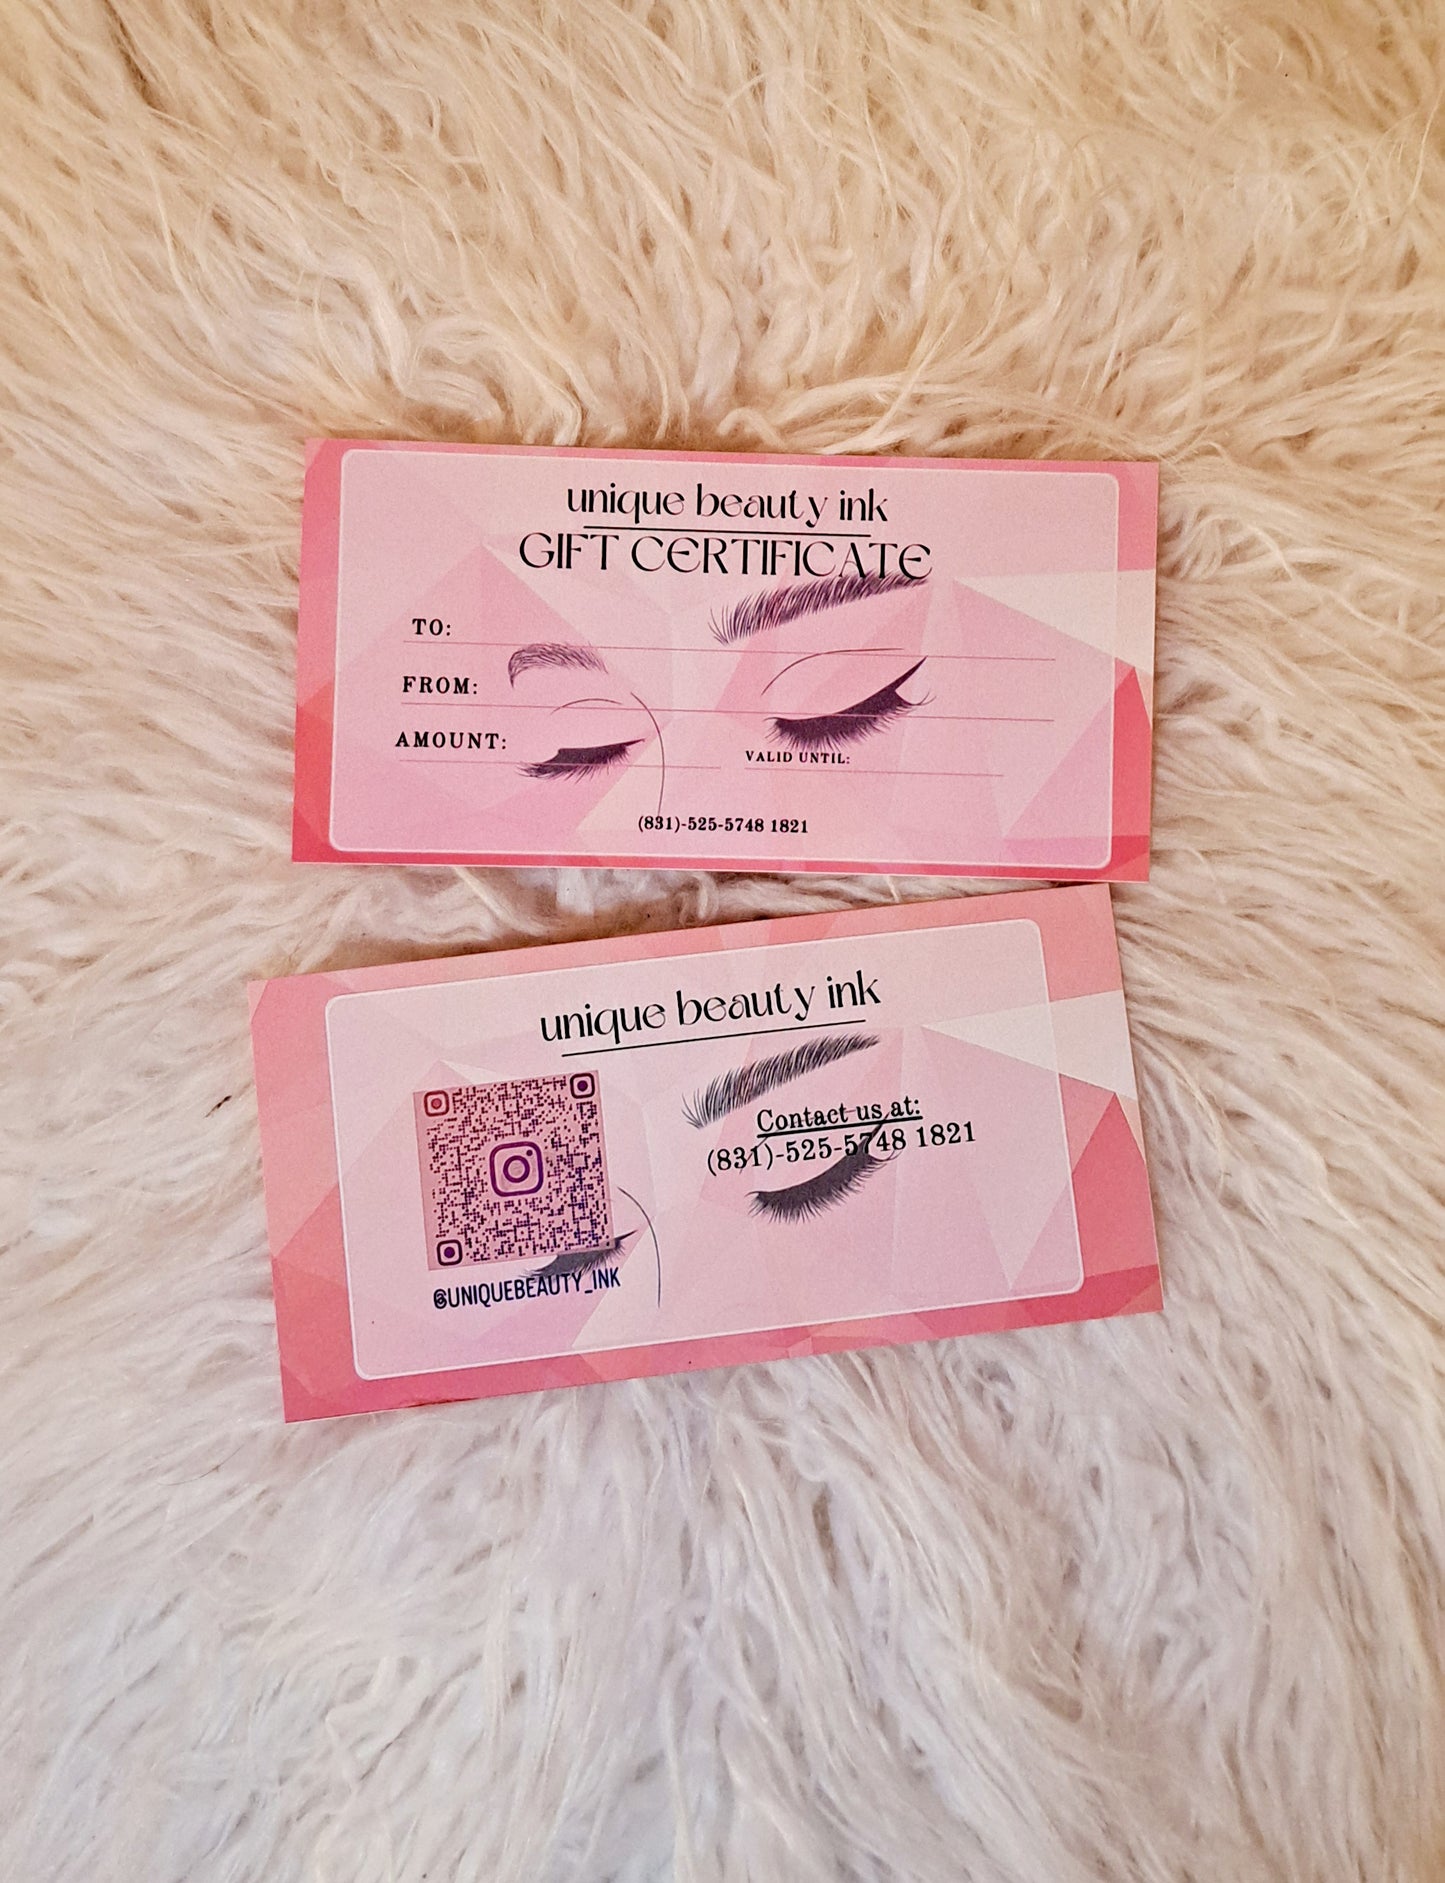 unique beauty ink
GIFT CERTIFICATE
TO:
FROM:
AMOUNT:
VALID UNTIL:
(831)-525-5748 1821
unique beauty ink
Contact us at:
(831)-525-5748 1821
@UNIQUEBEAUTY_INK